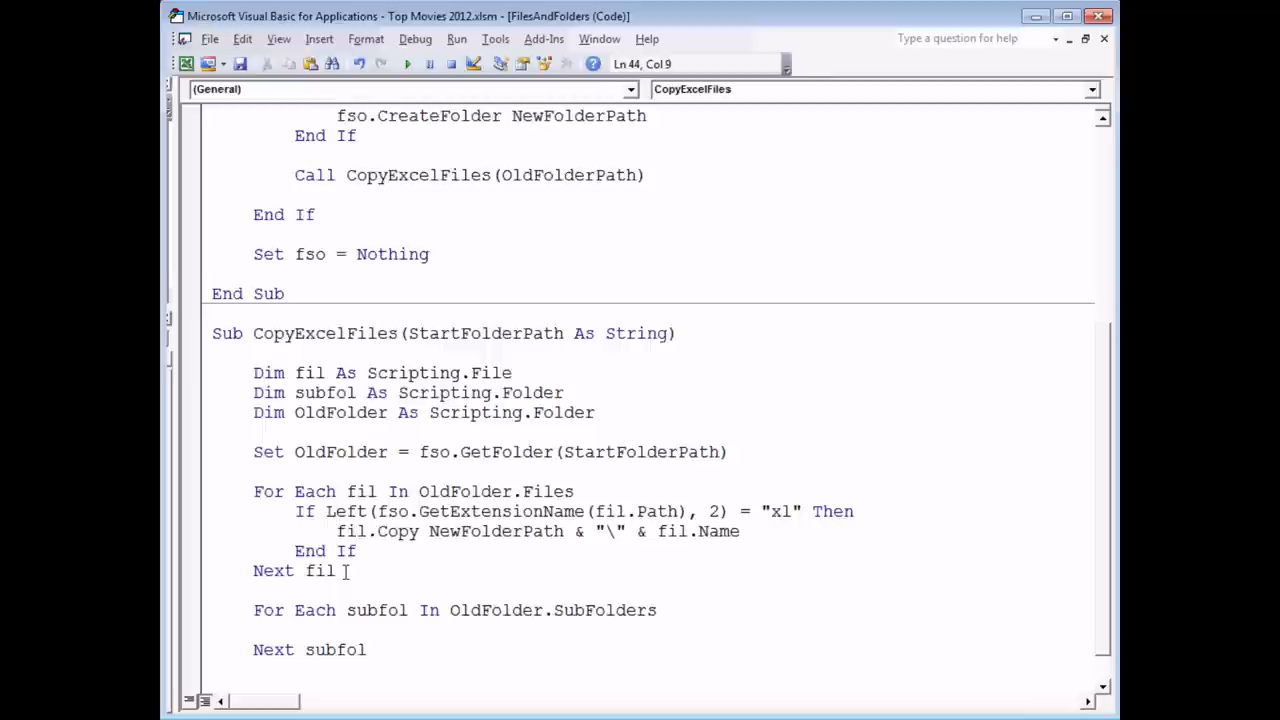 Microsoft Visual Basic for Applications - Top Movies 2012.xlsm - [FilesAndFolders (Code)]
File Edit View Insert Format Debug Run Tools Add-Ins Window Help Type a question for help
Ln 44, Col 9
(General) CopyExcelFiles
fso.CreateFolder NewFolderPath
End If
Call CopyExcelFiles(OldFolderPath)
End If
Set fso = Nothing
End Sub
Sub CopyExcelFiles(StartFolderPath As String)
Dim fil As Scripting.File
Dim subfol As Scripting.Folder
Dim OldFolder As Scripting.Folder
Set OldFolder = fso.GetFolder(StartFolderPath)
For Each fil In OldFolder.Files
If Left(fso.GetExtensionName(fil.Path), 2) = "xl" Then
fil.Copy NewFolderPath & "\" & fil.Name
End If
Next fil
For Each subfol In OldFolder.SubFolders
Next subfol